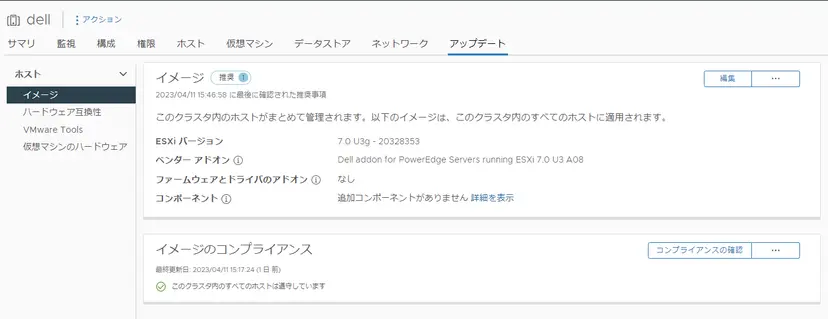 dell
アクション
サマリ 監視 構成 権限 ホスト 仮想マシン データストア ネットワーク アップデート
ホスト
イメージ
ハードウェア互換性
VMware Tools
仮想マシンのハードウェア
イメージ 推奨 編集 ...
2023/04/11 15:46:58 に最後に確認された推奨事項
このクラスタ内のホストがまとめて管理されます。以下のイメージは、このクラスタ内のすべてのホストに適用されます。
ESXi バージョン 7.0 U3g - 20328353
ベンダー アドオン Dell addon for PowerEdge Servers running ESXi 7.0 U3 A08
ファームウェアとドライバのアドオン なし
コンポーネント 追加コンポーネントがありません 詳細を表示
イメージのコンプライアンス コンプライアンスの確認 ...
最終更新日: 2023/04/11 15:17:24 (1 日 前)
このクラスタ内のすべてのホストは遵守しています